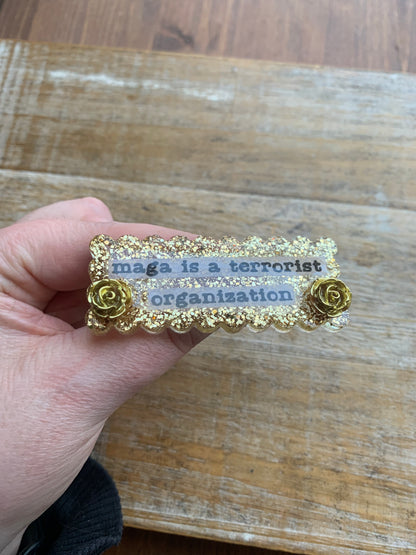 maga is a terrorist
organization